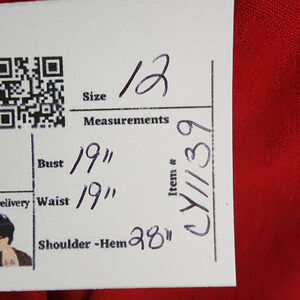 Size 12
Measurements
Bust 19"
Waist 19"
Shoulder -Hem 28"
Item # CY1139
elivery